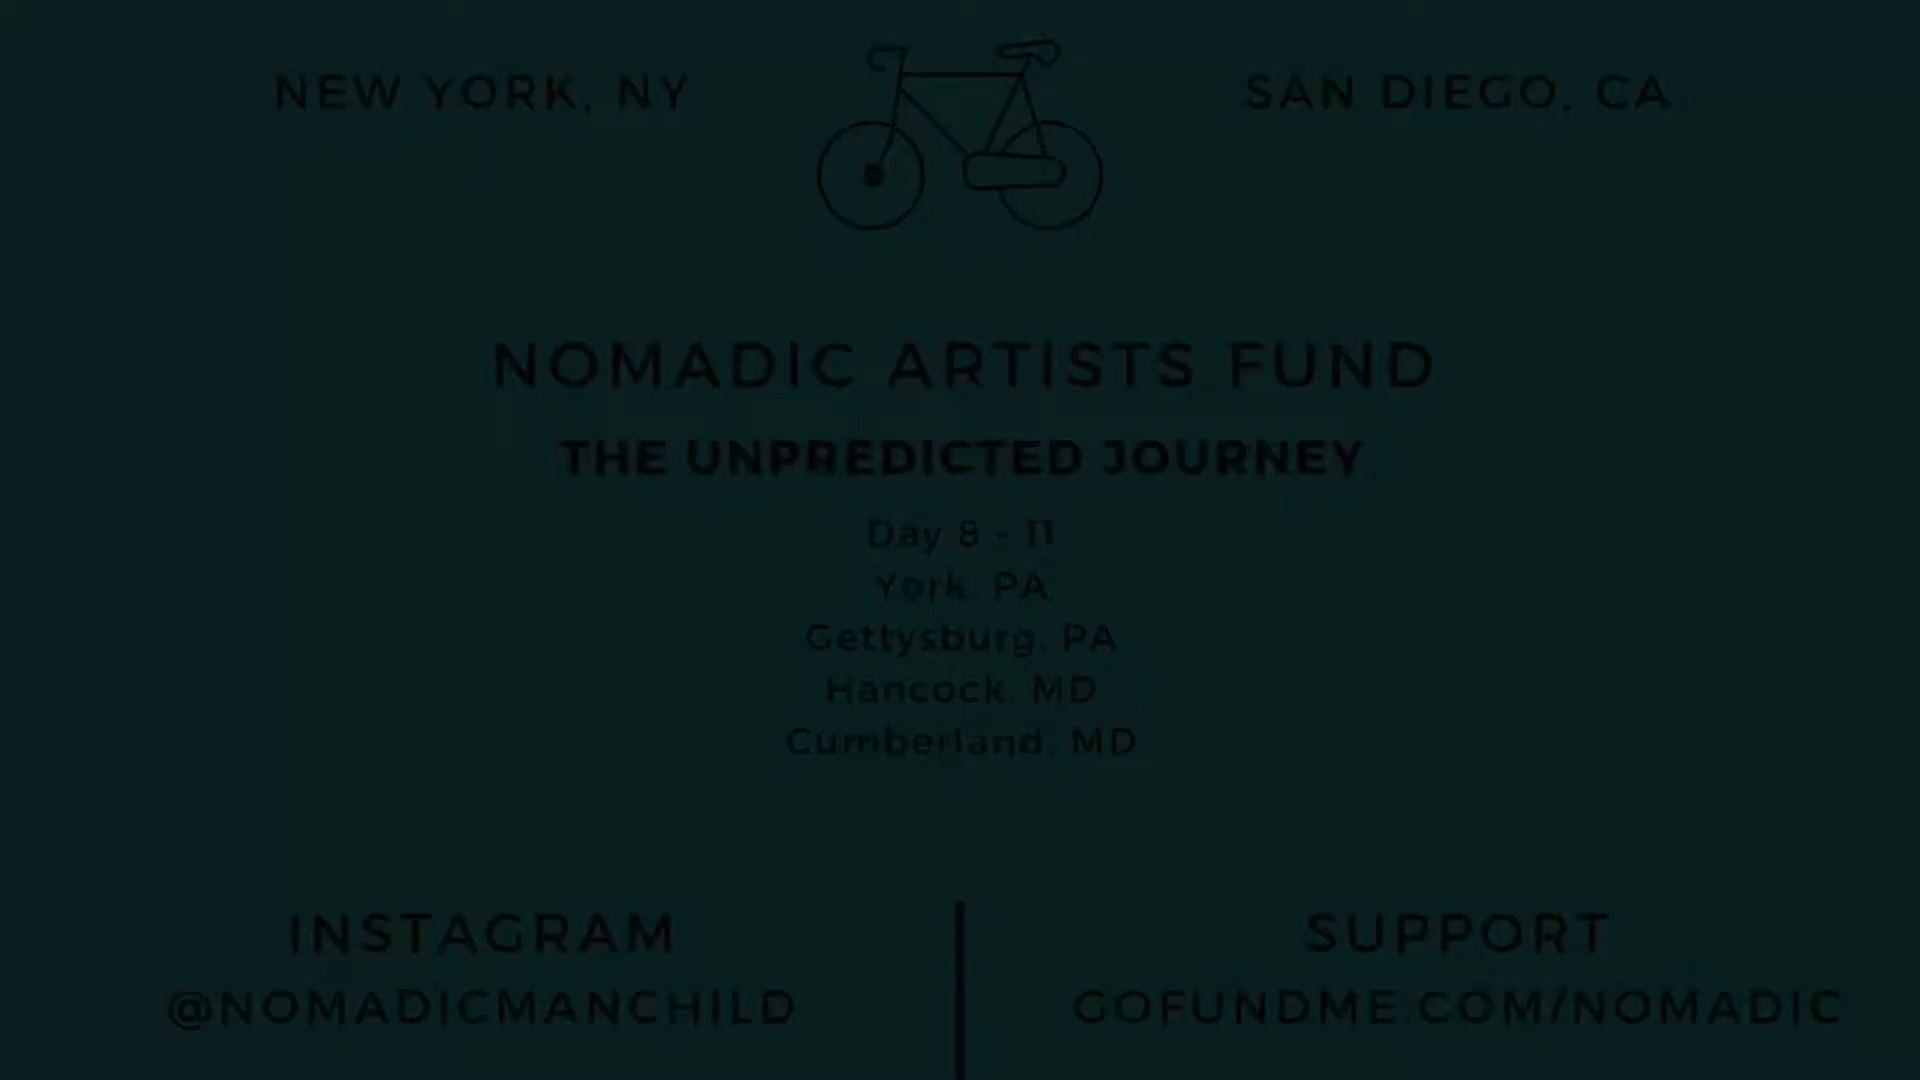 NEW YORK, NY
SAN DIEGO, CA
NOMADIC ARTISTS FUND
THE UNPREDICTED JOURNEY
Day 8 - 11
York, PA
Gettysburg, PA
Hancock, MD
Cumberland, MD
INSTAGRAM
@NOMADICMANCHILD
SUPPORT
GOFUNDME.COM/NOMADIC